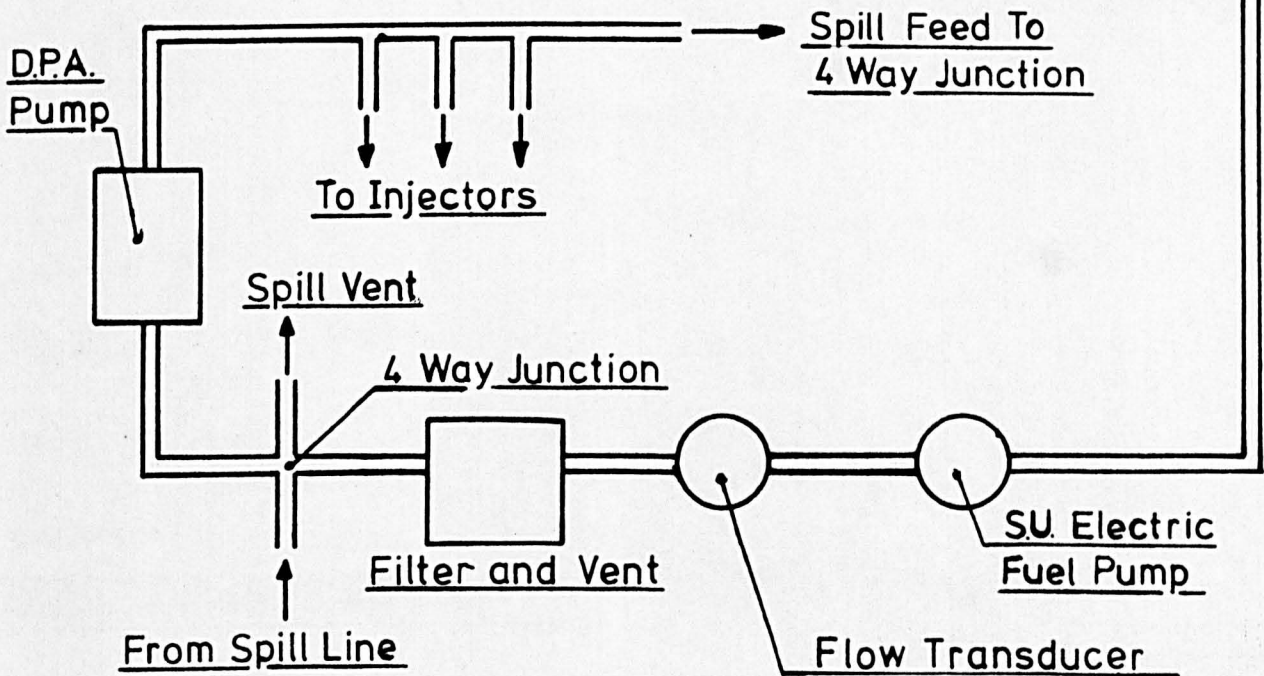 D.P.A.
Pump
Spill Feed To
4 Way Junction
To Injectors
Spill Vent
4 Way Junction
Filter and Vent
S.U. Electric
Fuel Pump
From Spill Line
Flow Transducer